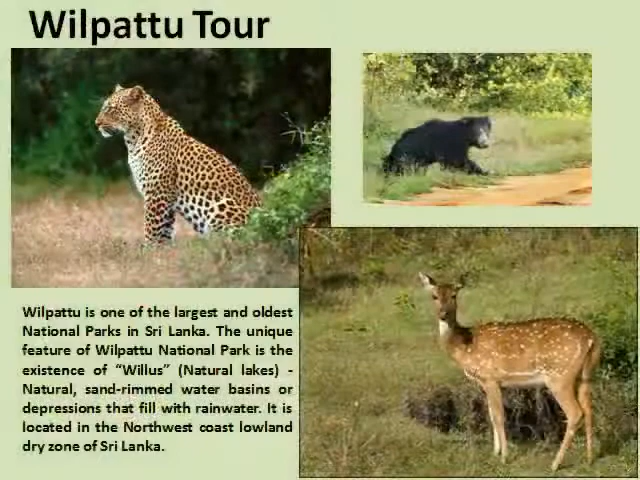 Wilpattu Tour
Wilpattu is one of the largest and oldest
National Parks in Sri Lanka. The unique
feature of Wilpattu National Park is the
existence of “Willus” (Natural lakes) -
Natural, sand-rimmed water basins or
depressions that fill with rainwater. It is
located in the Northwest coast lowland
dry zone of Sri Lanka.